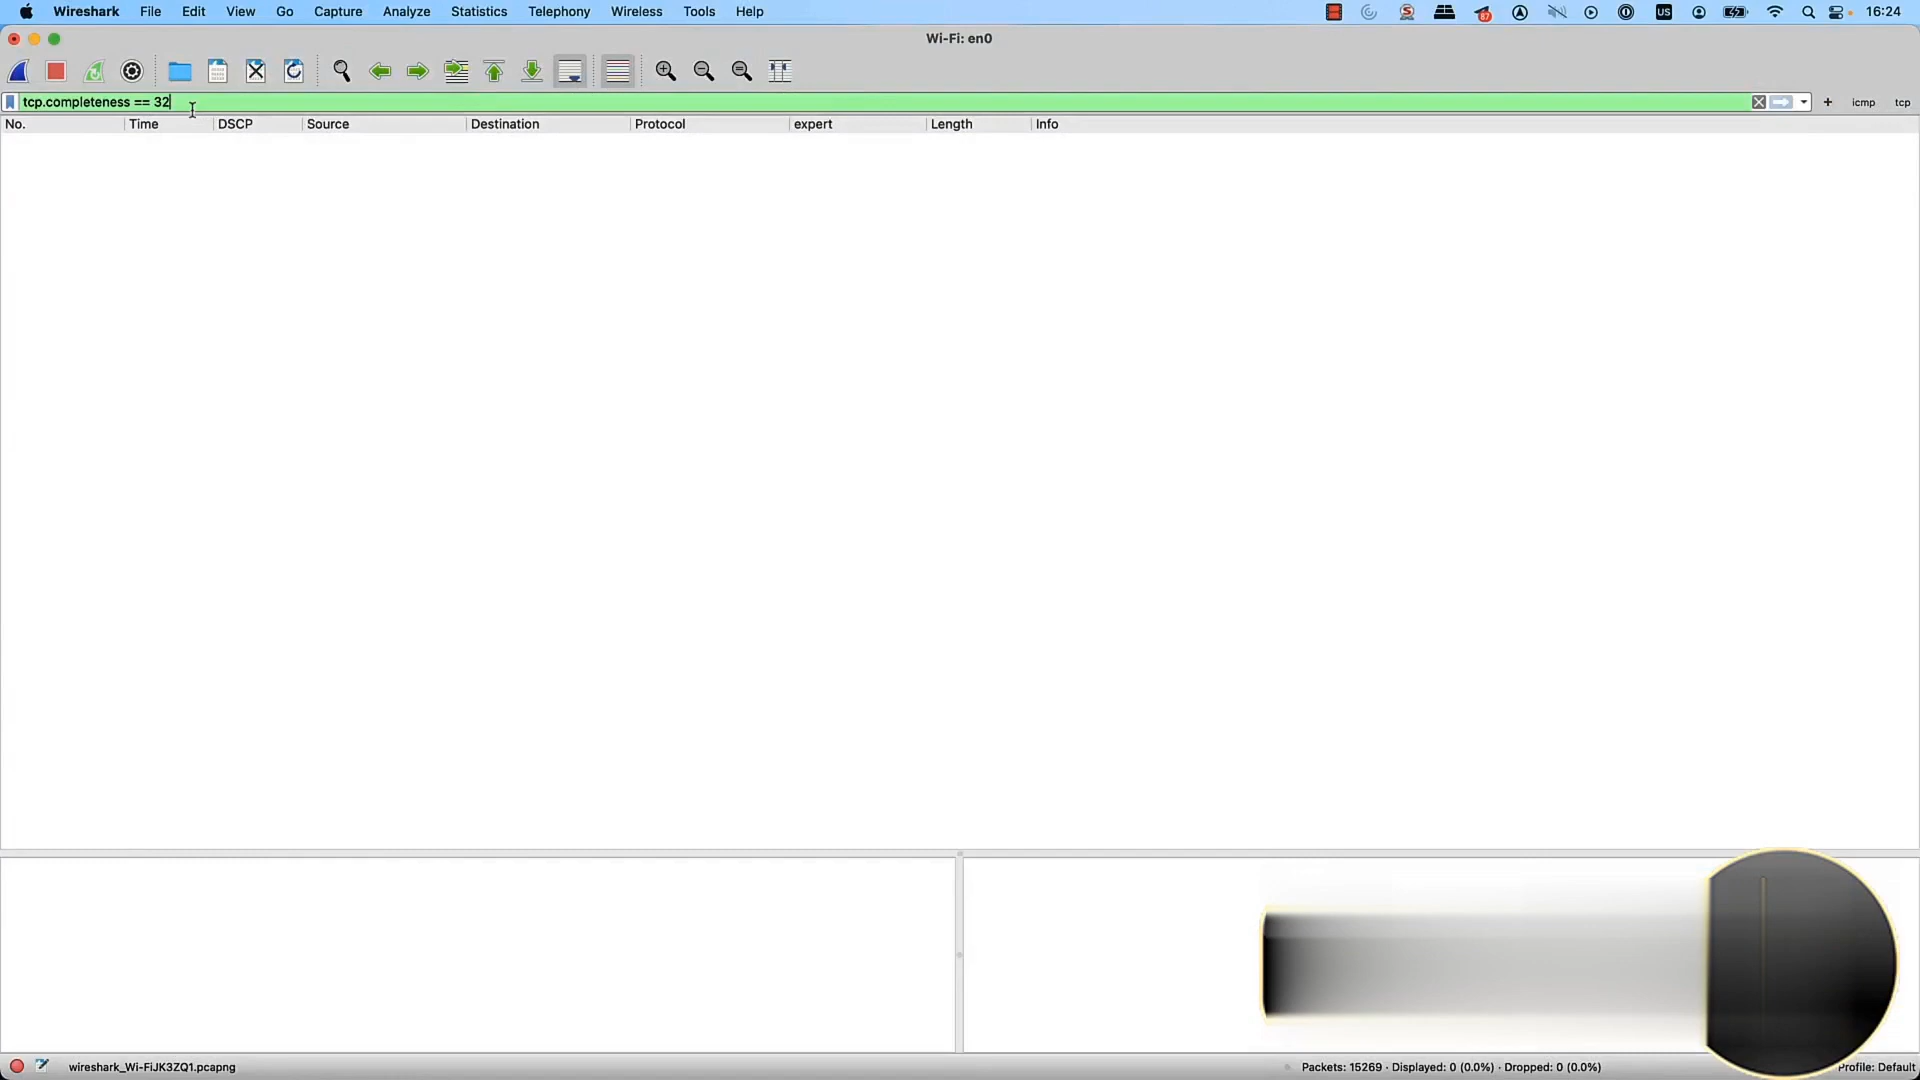 Wireshark File Edit View Go Capture Analyze Statistics Telephony Wireless Tools Help 87 US 16:24
Wi-Fi: en0
tcp.completeness == 32 + icmp tcp
No. Time DSCP Source Destination Protocol expert Length Info
wireshark_Wi-FiJK3ZQ1.pcapng Packets: 15269 · Displayed: 0 (0.0%) · Dropped: 0 (0.0%) Profile: Default